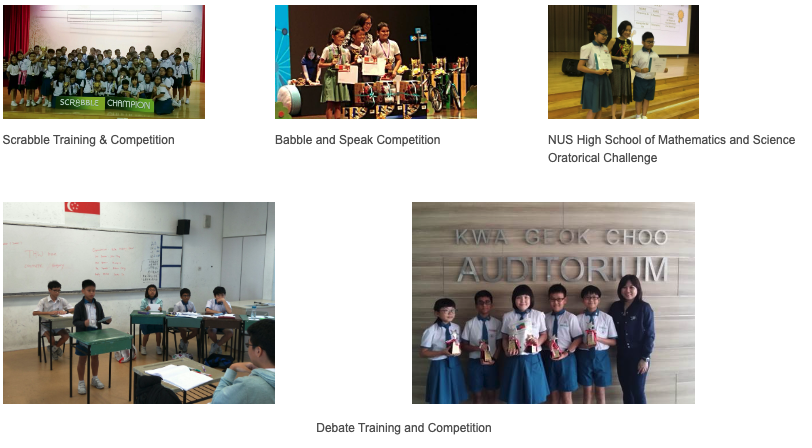 SCRABBLE CHAMPION
Scrabble Training & Competition
Babble and Speak Competition
NUS High School of Mathematics and Science
Oratorical Challenge
KWA GEOK CHOO
AUDITORIUM
Debate Training and Competition